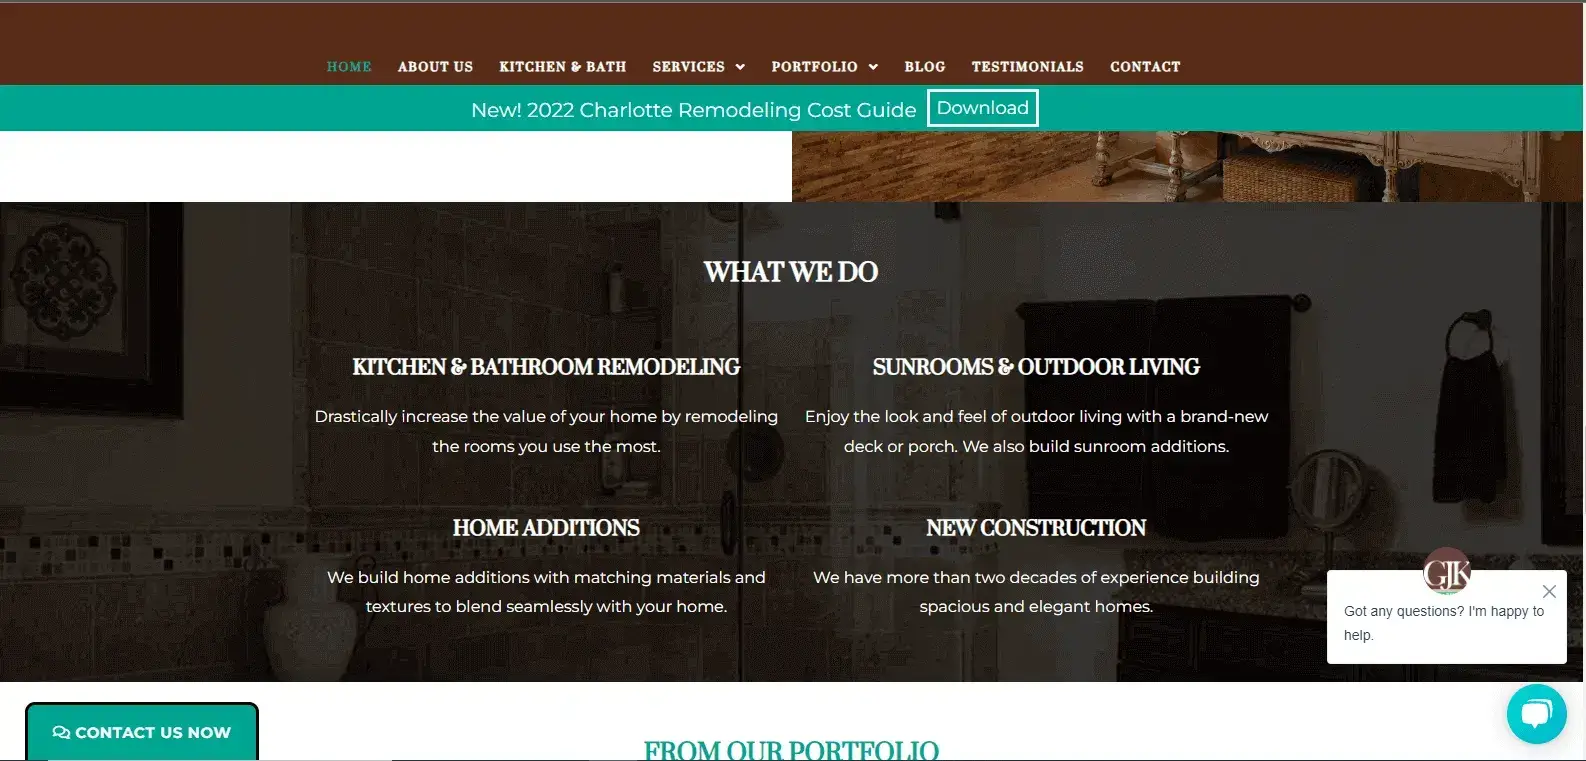 HOME ABOUT US KITCHEN & BATH SERVICES PORTFOLIO BLOG TESTIMONIALS CONTACT
New! 2022 Charlotte Remodeling Cost Guide Download
WHAT WE DO
KITCHEN & BATHROOM REMODELING
Drastically increase the value of your home by remodeling
the rooms you use the most.
SUNROOMS & OUTDOOR LIVING
Enjoy the look and feel of outdoor living with a brand-new
deck or porch. We also build sunroom additions.
HOME ADDITIONS
We build home additions with matching materials and
textures to blend seamlessly with your home.
NEW CONSTRUCTION
We have more than two decades of experience building
spacious and elegant homes.
GJK
Got any questions? I'm happy to
help.
CONTACT US NOW
FROM OUR PORTFOLIO